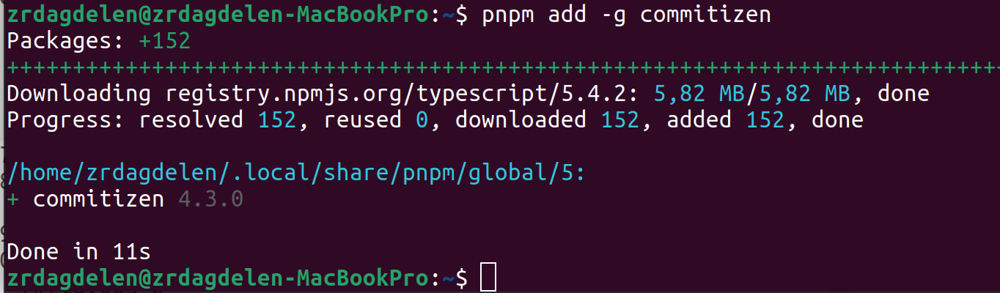 zrdagdelen@zrdagdelen-MacBookPro:~$ pnpm add -g commitizen
Packages: +152
++++++++++++++++++++++++++++++++++++++++++++++++++++++++++++++++++++++++++++
Downloading registry.npmjs.org/typescript/5.4.2: 5,82 MB/5,82 MB, done
Progress: resolved 152, reused 0, downloaded 152, added 152, done
/home/zrdagdelen/.local/share/pnpm/global/5:
+ commitizen 4.3.0
Done in 11s
zrdagdelen@zrdagdelen-MacBookPro:~$